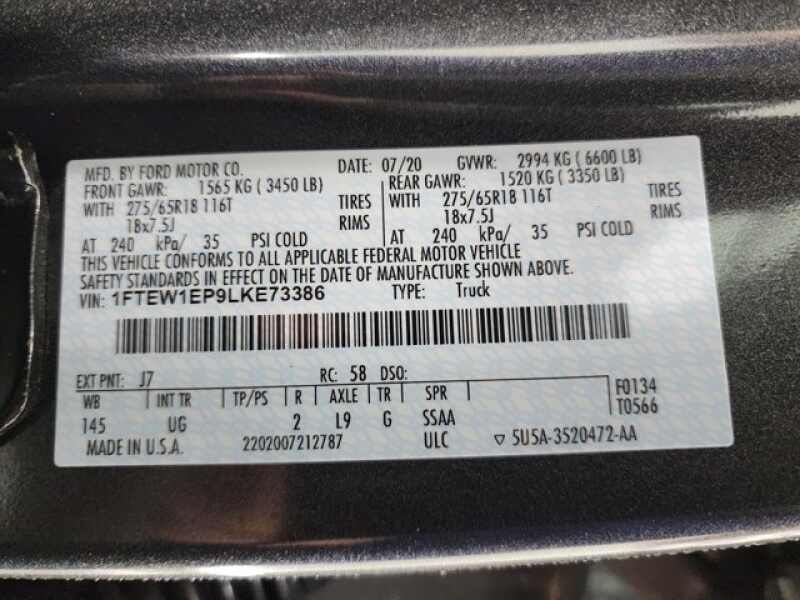 MFD. BY FORD MOTOR CO. DATE: 07/20 GVWR: 2994 KG ( 6600 LB)
FRONT GAWR: 1565 KG ( 3450 LB) REAR GAWR: 1520 KG ( 3350 LB)
WITH 275/65R18 116T TIRES WITH 275/65R18 116T TIRES
18x7.5J RIMS 18x7.5J RIMS
AT 240 kPa/ 35 PSI COLD AT 240 kPa/ 35 PSI COLD
THIS VEHICLE CONFORMS TO ALL APPLICABLE FEDERAL MOTOR VEHICLE
SAFETY STANDARDS IN EFFECT ON THE DATE OF MANUFACTURE SHOWN ABOVE.
VIN: 1FTEW1EP9LKE73386 TYPE: Truck
EXT PNT: J7 RC: 58 DSO:
WB INT TR TP/PS R AXLE TR SPR F0134
145 UG 2 L9 G SSAA T0566
MADE IN U.S.A. 2202007212787 ULC ▽ 5U5A-3520472-AA